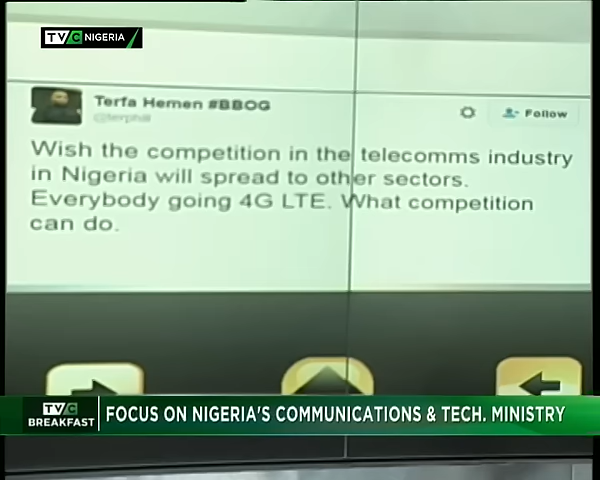 TVC NIGERIA
Terfa Hemen #BBOG
@terphil
Follow
Wish the competition in the telecomms industry
in Nigeria will spread to other sectors.
Everybody going 4G LTE. What competition
can do.
TVC
BREAKFAST
FOCUS ON NIGERIA'S COMMUNICATIONS & TECH. MINISTRY